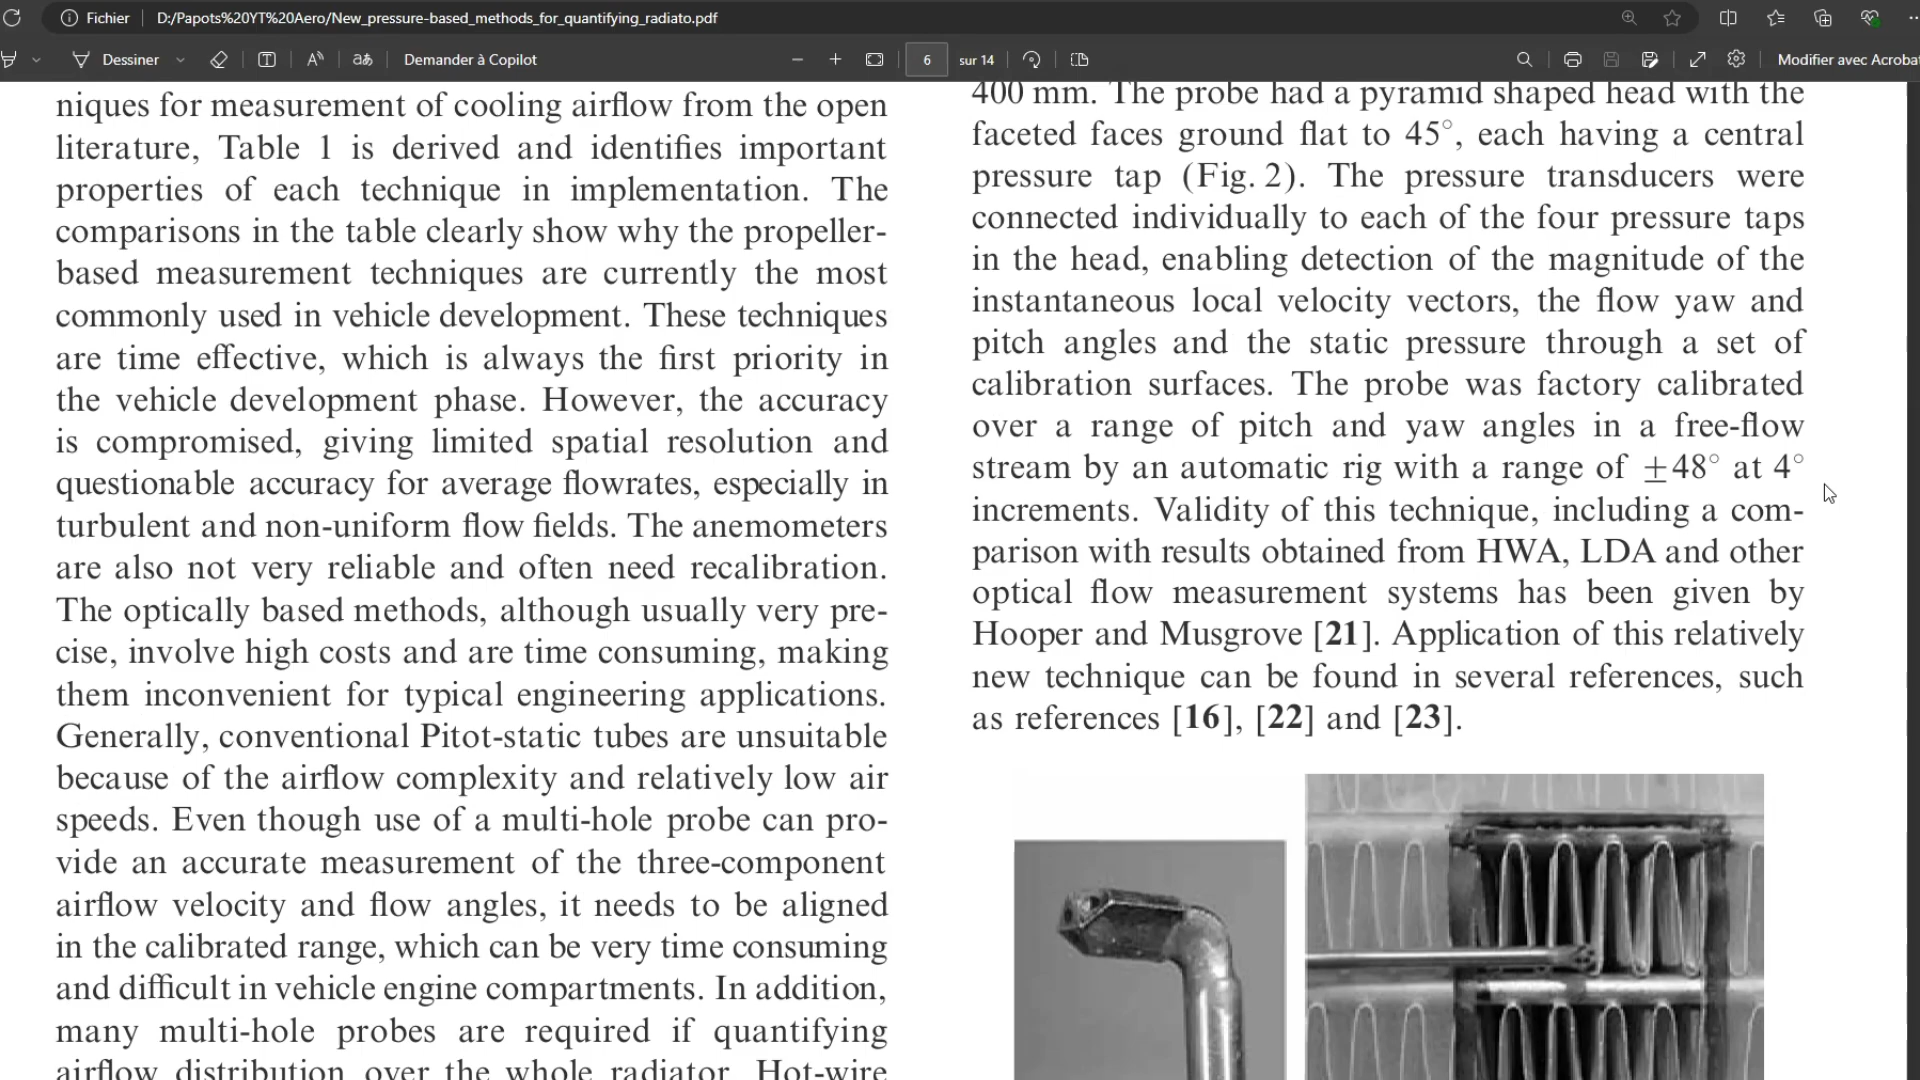 Fichier
D:/Papots%20YT%20Aero/New_pressure-based_methods_for_quantifying_radiato.pdf
Dessiner
Demander à Copilot
6
sur 14
Modifier avec Acrobat
niques for measurement of cooling airflow from the open
literature, Table 1 is derived and identifies important
properties of each technique in implementation. The
comparisons in the table clearly show why the propeller-
based measurement techniques are currently the most
commonly used in vehicle development. These techniques
are time effective, which is always the first priority in
the vehicle development phase. However, the accuracy
is compromised, giving limited spatial resolution and
questionable accuracy for average flowrates, especially in
turbulent and non-uniform flow fields. The anemometers
are also not very reliable and often need recalibration.
The optically based methods, although usually very pre-
cise, involve high costs and are time consuming, making
them inconvenient for typical engineering applications.
Generally, conventional Pitot-static tubes are unsuitable
because of the airflow complexity and relatively low air
speeds. Even though use of a multi-hole probe can pro-
vide an accurate measurement of the three-component
airflow velocity and flow angles, it needs to be aligned
in the calibrated range, which can be very time consuming
and difficult in vehicle engine compartments. In addition,
many multi-hole probes are required if quantifying
airflow distribution over the whole radiator. Hot-wire
400 mm. The probe had a pyramid shaped head with the
faceted faces ground flat to 45°, each having a central
pressure tap (Fig. 2). The pressure transducers were
connected individually to each of the four pressure taps
in the head, enabling detection of the magnitude of the
instantaneous local velocity vectors, the flow yaw and
pitch angles and the static pressure through a set of
calibration surfaces. The probe was factory calibrated
over a range of pitch and yaw angles in a free-flow
stream by an automatic rig with a range of ±48° at 4°
increments. Validity of this technique, including a com-
parison with results obtained from HWA, LDA and other
optical flow measurement systems has been given by
Hooper and Musgrove [21]. Application of this relatively
new technique can be found in several references, such
as references [16], [22] and [23].